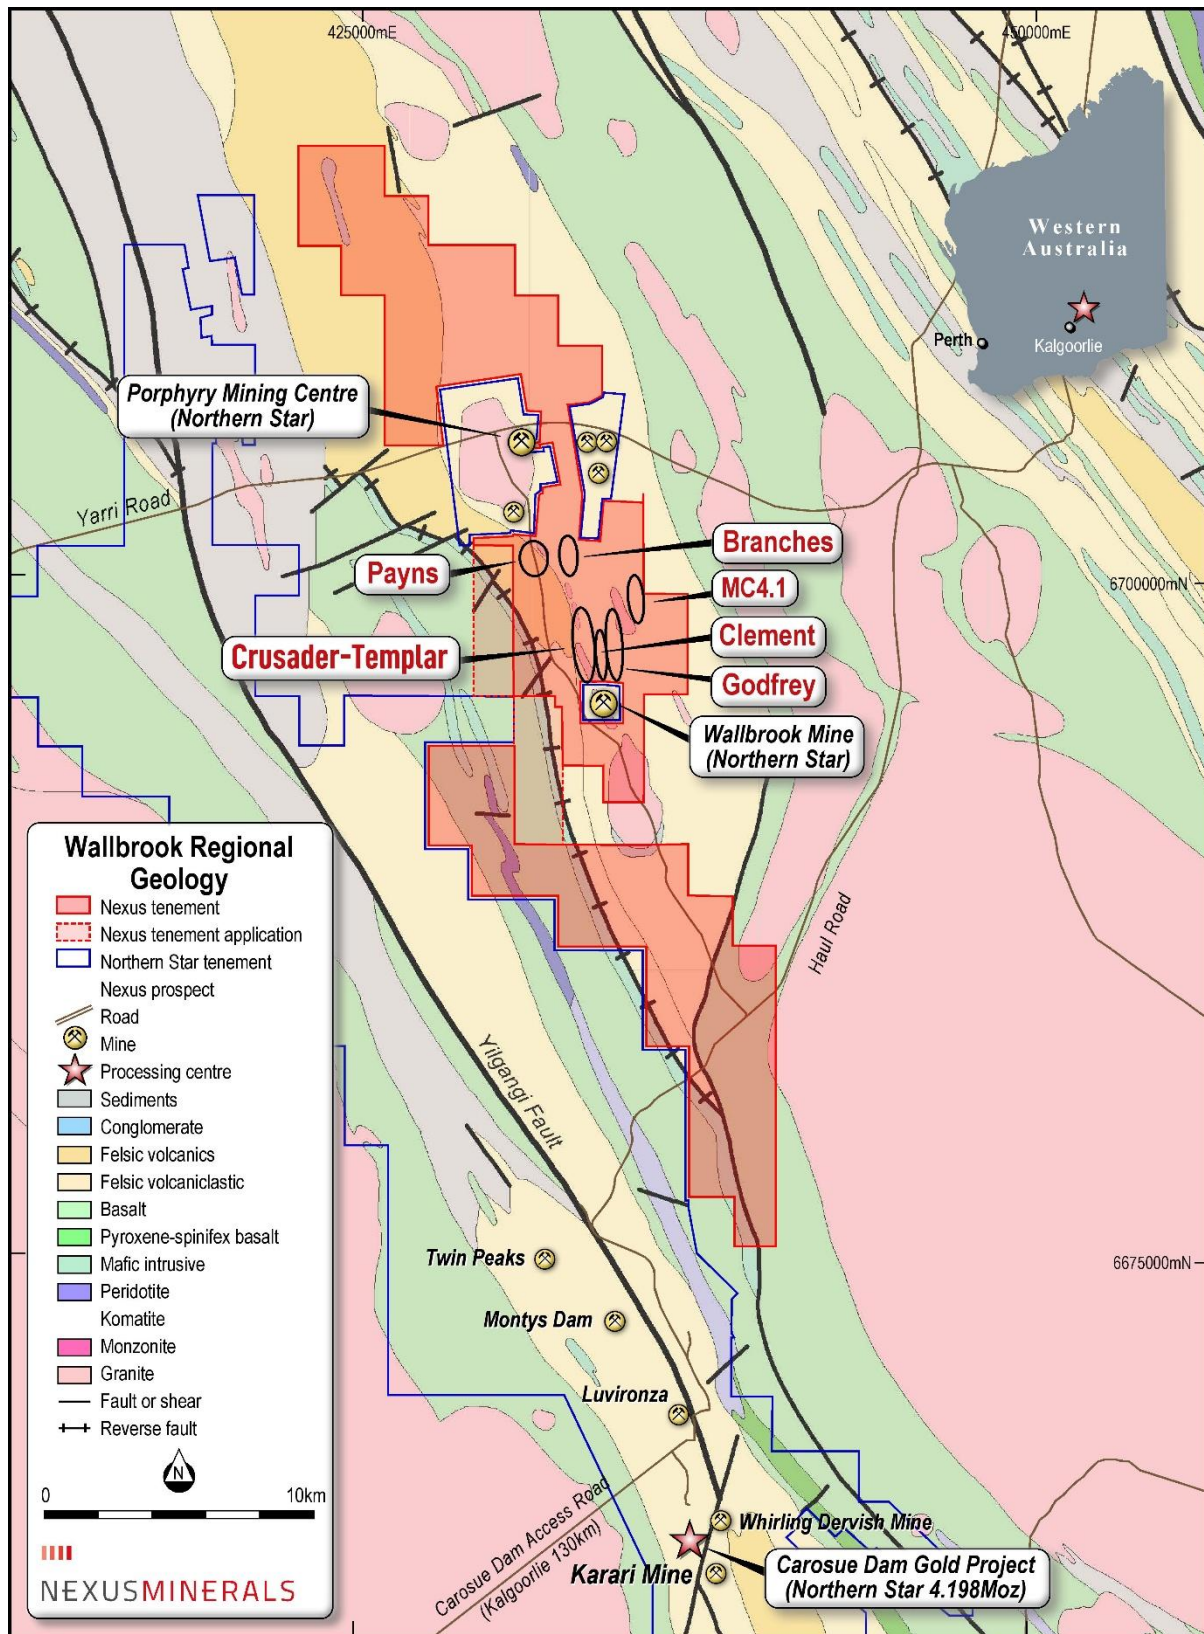 425000mE
450000mE
Western
Australia
Perth
Kalgoorlie
Porphyry Mining Centre
(Northern Star)
Yarri Road
Payns
Branches
6700000mN
MC4.1
Crusader-Templar
Clement
Godfrey
Wallbrook Mine
(Northern Star)
Haul Road
Yilgangi Fault
Wallbrook Regional
Geology
Nexus tenement
Nexus tenement application
Northern Star tenement
Nexus prospect
Road
Mine
Processing centre
Sediments
Conglomerate
Felsic volcanics
Felsic volcaniclastic
Basalt
Pyroxene-spinifex basalt
Mafic intrusive
Peridotite
Komatite
Monzonite
Granite
Fault or shear
Reverse fault
N
0 10km
NEXUSMINERALS
Twin Peaks
6675000mN
Montys Dam
Luvironza
Carosue Dam Access Road
(Kalgoorlie 130km)
Whirling Dervish Mine
Karari Mine
Carosue Dam Gold Project
(Northern Star 4.198Moz)